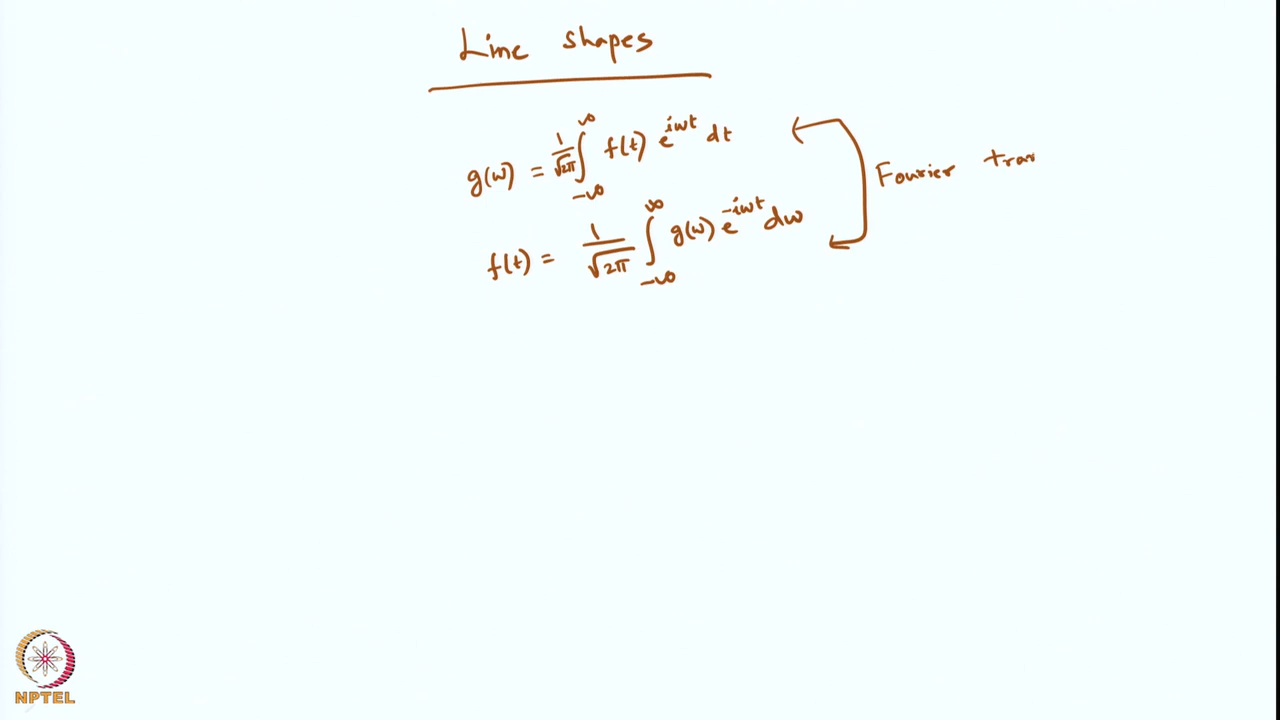 Line shapes
g(ω) = 1/√2π ∫_{-∞}^{∞} f(t) e^{iωt} dt
Fourier tran
f(t) = 1/√2π ∫_{-∞}^{∞} g(ω) e^{-iωt} dω
NPTEL